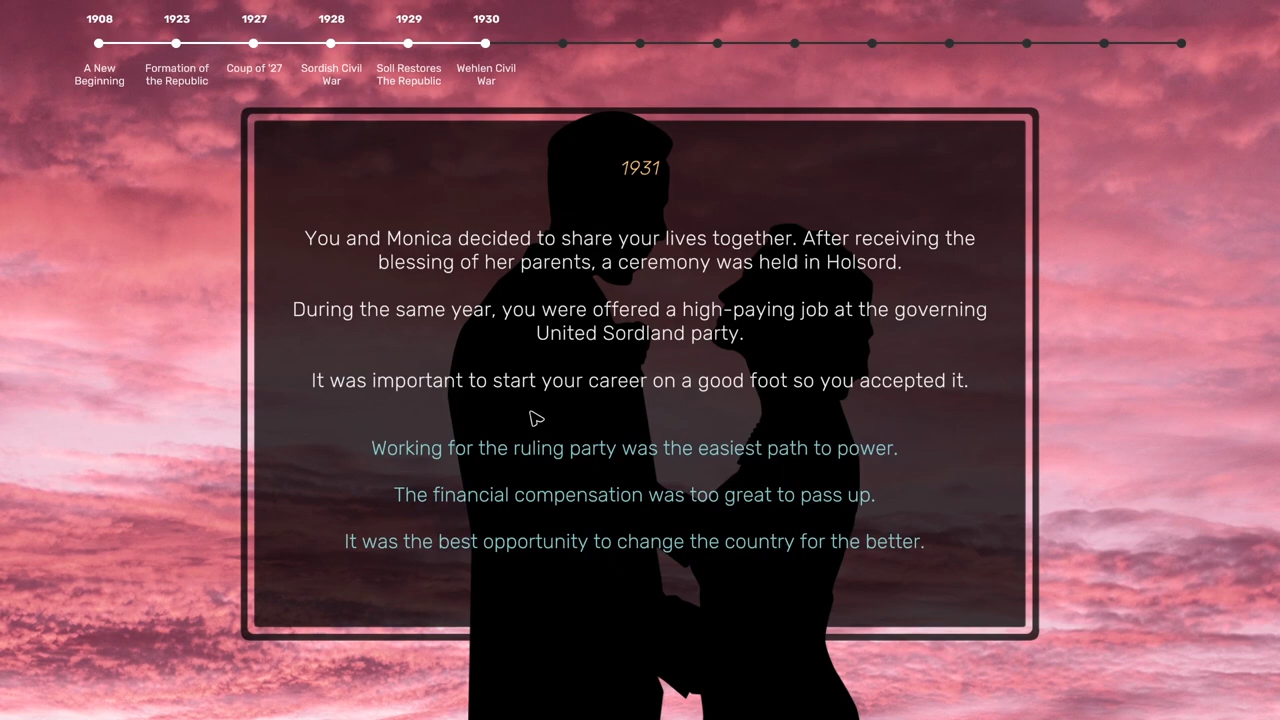 1908
1923
1927
1928
1929
1930
A New
Beginning
Formation of
the Republic
Coup of '27
Sordish Civil
War
Soll Restores
The Republic
Wehlen Civil
War
1931
You and Monica decided to share your lives together. After receiving the
blessing of her parents, a ceremony was held in Holsord.
During the same year, you were offered a high-paying job at the governing
United Sordland party.
It was important to start your career on a good foot so you accepted it.
Working for the ruling party was the easiest path to power.
The financial compensation was too great to pass up.
It was the best opportunity to change the country for the better.